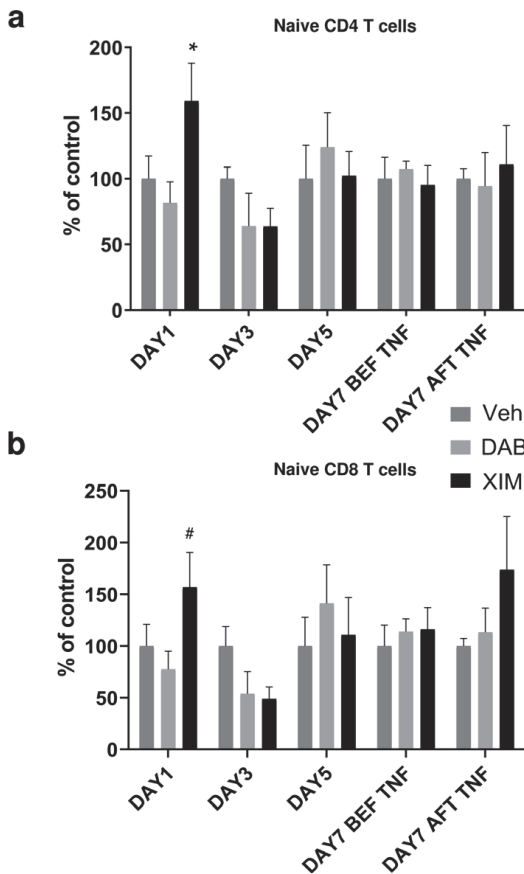 a
Naive CD4 T cells
% of control
200
150
100
50
0
*
DAY1
DAY3
DAY5
DAY7 BEF TNF
DAY7 AFT TNF
Veh
DAB
XIM
b
Naive CD8 T cells
% of control
250
200
150
100
50
0
#
DAY1
DAY3
DAY5
DAY7 BEF TNF
DAY7 AFT TNF